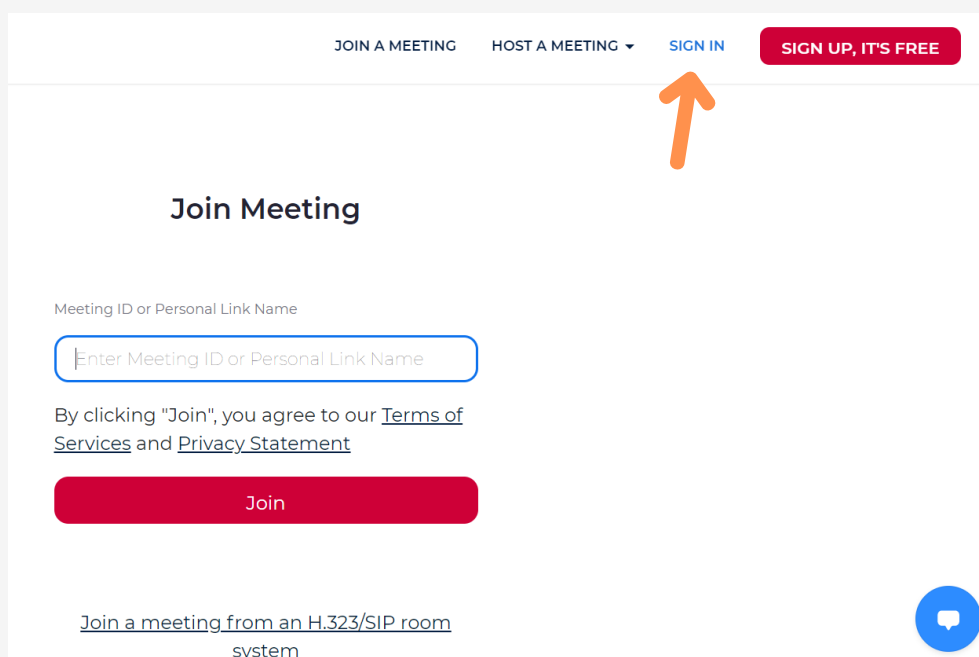 JOIN A MEETING HOST A MEETING SIGN IN SIGN UP, IT'S FREE
Join Meeting
Meeting ID or Personal Link Name
Enter Meeting ID or Personal Link Name
By clicking "Join", you agree to our Terms of
Services and Privacy Statement
Join
Join a meeting from an H.323/SIP room
system